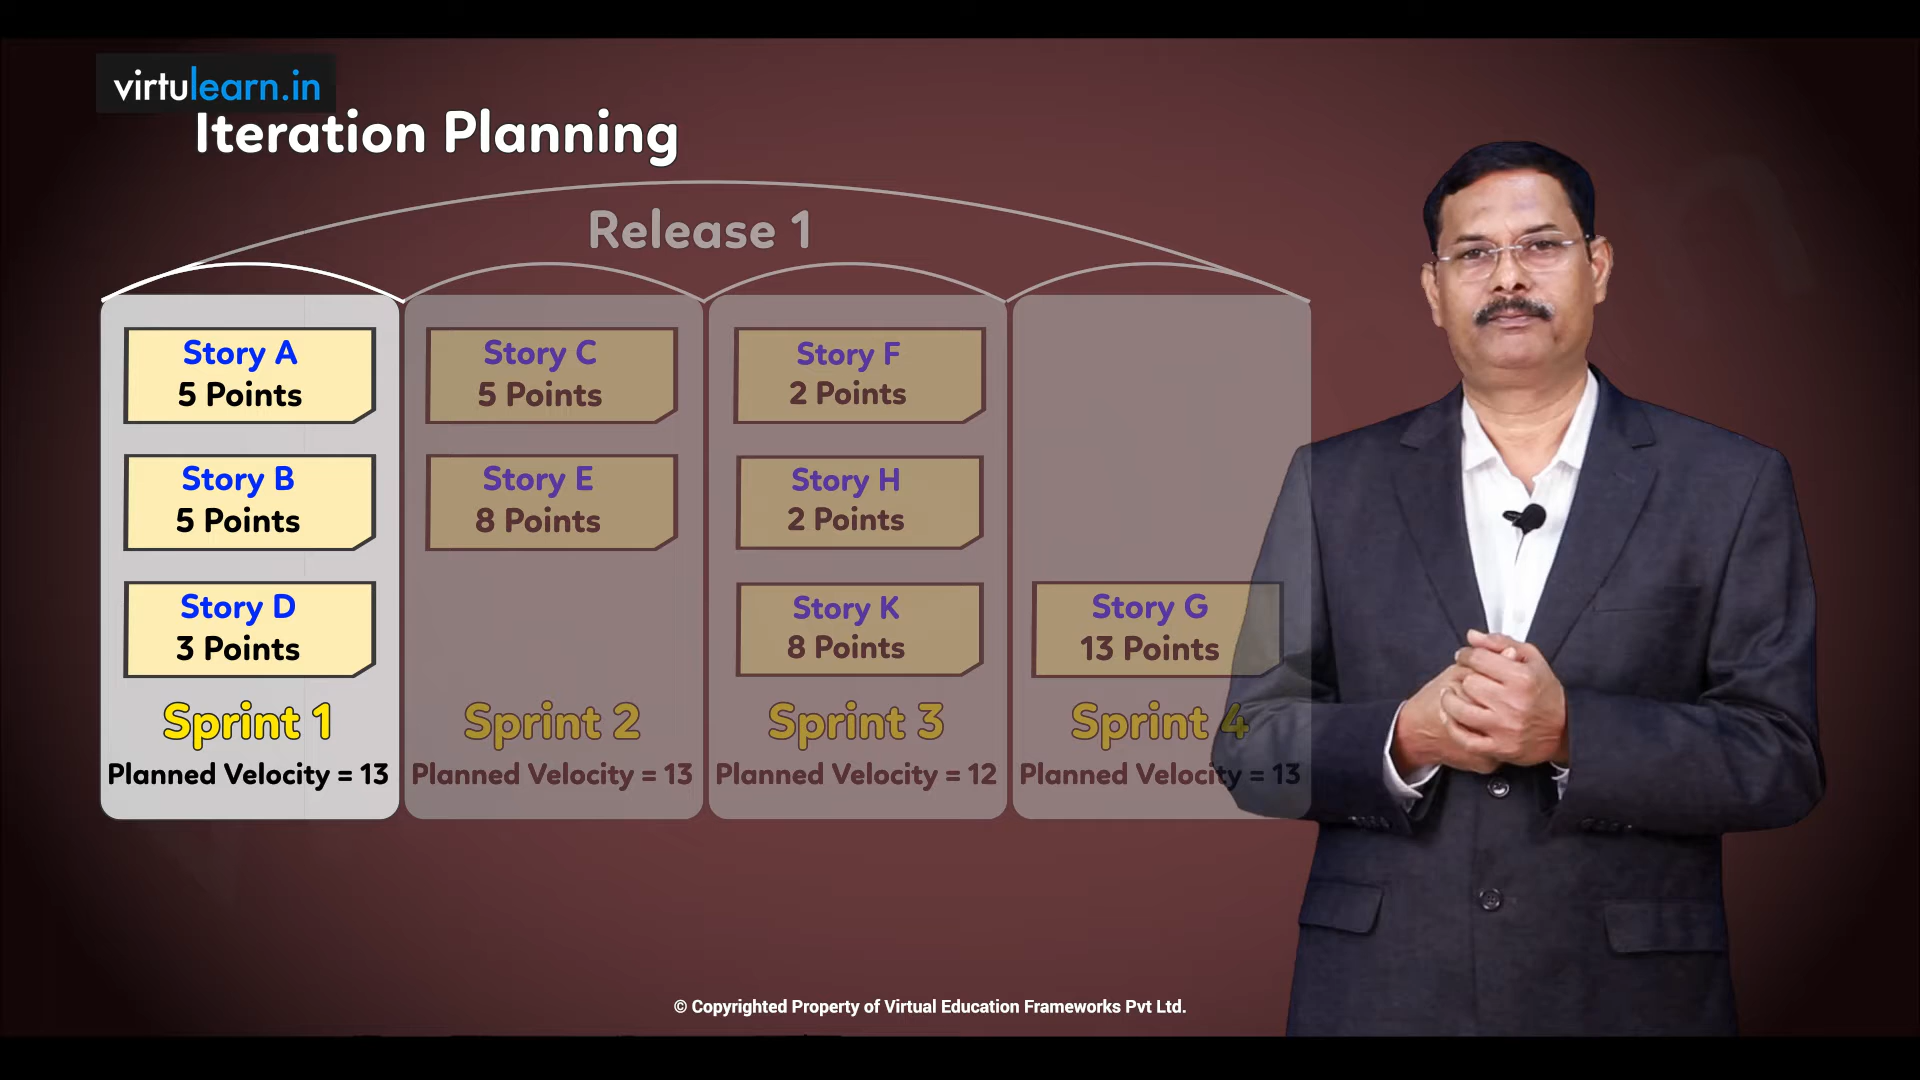 virtulearn.in
Iteration Planning
Release 1
Story A
5 Points
Story B
5 Points
Story D
3 Points
Sprint 1
Planned Velocity = 13
Story C
5 Points
Story E
8 Points
Sprint 2
Planned Velocity = 13
Story F
2 Points
Story H
2 Points
Story K
8 Points
Sprint 3
Planned Velocity = 12
Story G
13 Points
Sprint 4
Planned Velocity = 13
© Copyrighted Property of Virtual Education Frameworks Pvt Ltd.